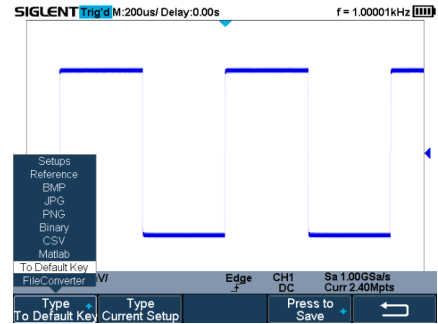 SIGLENT Trig'd M:200us/ Delay:0.00s f = 1.00001kHz
Setups
Reference
BMP
JPG
PNG
Binary
CSV
Matlab
To Default Key
FileConverter
V/ Edge CH1 Sa 1.00GSa/s
DC Curr 2.40Mpts
Type Type Press to
To Default Key Current Setup Save